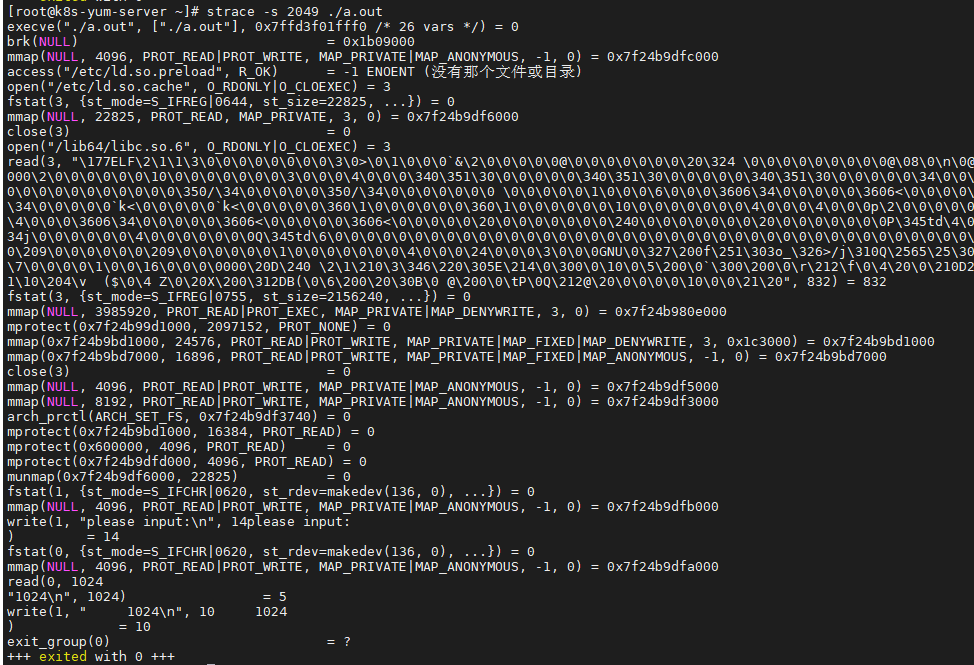 [root@k8s-yum-server ~]# strace -s 2049 ./a.out
execve("./a.out", ["./a.out"], 0x7ffd3f01fff0 /* 26 vars */) = 0
brk(NULL)                               = 0x1b09000
mmap(NULL, 4096, PROT_READ|PROT_WRITE, MAP_PRIVATE|MAP_ANONYMOUS, -1, 0) = 0x7f24b9dfc000
access("/etc/ld.so.preload", R_OK)      = -1 ENOENT (没有那个文件或目录)
open("/etc/ld.so.cache", O_RDONLY|O_CLOEXEC) = 3
fstat(3, {st_mode=S_IFREG|0644, st_size=22825, ...}) = 0
mmap(NULL, 22825, PROT_READ, MAP_PRIVATE, 3, 0) = 0x7f24b9df6000
close(3)                                = 0
open("/lib64/libc.so.6", O_RDONLY|O_CLOEXEC) = 3
read(3, "\177ELF\2\1\1\3\0\0\0\0\0\0\0\0\3\0>\0\1\0\0\0`&\2\0\0\0\0\0@\0\0\0\0\0\0\0\20\324 \0\0\0\0\0\0\0\0\0@\08\0\n\0@
000\2\0\0\0\0\0\10\0\0\0\0\0\0\0\3\0\0\0\4\0\0\0\340\351\30\0\0\0\0\0\340\351\30\0\0\0\0\0\340\351\30\0\0\0\0\0\34\0\0\
0\0\0\0\0\0\0\0\0\0\0\350/\34\0\0\0\0\0\350/\34\0\0\0\0\0\0 \0\0\0\0\0\1\0\0\0\6\0\0\0\3606\34\0\0\0\0\0\3606<\0\0\0\0
\34\0\0\0\0\0`k<\0\0\0\0\0`k<\0\0\0\0\0\360\1\0\0\0\0\0\0\360\1\0\0\0\0\0\0\10\0\0\0\0\0\0\0\4\0\0\0\4\0\0\0p\2\0\0\0\0
\4\0\0\0\3606\34\0\0\0\0\0\3606<\0\0\0\0\0\3606<\0\0\0\0\0\20\0\0\0\0\0\0\0\240\0\0\0\0\0\0\0\20\0\0\0\0\0\0\0P\345td\4\0
34j\0\0\0\0\0\0\4\0\0\0\0\0\0\0Q\345td\6\0\0\0\0\0\0\0\0\0\0\0\0\0\0\0\0\0\0\0\0\0\0\0\0\0\0\0\0\0\0\0\0\0\0\0\0\0\0\0\0
0\209\0\0\0\0\0\0\209\0\0\0\0\0\0\1\0\0\0\0\0\0\0\4\0\0\0\24\0\0\0\3\0\0\0GNU\0\327\200f\251\303o_\326>/j\310Q\2565\25\30
\7\0\0\0\0\1\0\0\16\0\0\0\0000\20D\240 \2\1\210\3\346\220\305E\214\0\300\0\10\0\5\200\0`\300\200\0\r\212\f\0\4\20\0\210D2
1\10\204\v  ($\0\4 Z\0\20X\200\312DB(\0\6\200\20\30B\0 @\200\0\tP\0Q\212@\20\0\0\0\0\10\0\0\21\20", 832) = 832
fstat(3, {st_mode=S_IFREG|0755, st_size=2156240, ...}) = 0
mmap(NULL, 3985920, PROT_READ|PROT_EXEC, MAP_PRIVATE|MAP_DENYWRITE, 3, 0) = 0x7f24b980e000
mprotect(0x7f24b99d1000, 2097152, PROT_NONE) = 0
mmap(0x7f24b9bd1000, 24576, PROT_READ|PROT_WRITE, MAP_PRIVATE|MAP_FIXED|MAP_DENYWRITE, 3, 0x1c3000) = 0x7f24b9bd1000
mmap(0x7f24b9bd7000, 16896, PROT_READ|PROT_WRITE, MAP_PRIVATE|MAP_FIXED|MAP_ANONYMOUS, -1, 0) = 0x7f24b9bd7000
close(3)                                = 0
mmap(NULL, 4096, PROT_READ|PROT_WRITE, MAP_PRIVATE|MAP_ANONYMOUS, -1, 0) = 0x7f24b9df5000
mmap(NULL, 8192, PROT_READ|PROT_WRITE, MAP_PRIVATE|MAP_ANONYMOUS, -1, 0) = 0x7f24b9df3000
arch_prctl(ARCH_SET_FS, 0x7f24b9df3740) = 0
mprotect(0x7f24b9bd1000, 16384, PROT_READ) = 0
mprotect(0x600000, 4096, PROT_READ)     = 0
mprotect(0x7f24b9dfd000, 4096, PROT_READ) = 0
munmap(0x7f24b9df6000, 22825)           = 0
fstat(1, {st_mode=S_IFCHR|0620, st_rdev=makedev(136, 0), ...}) = 0
mmap(NULL, 4096, PROT_READ|PROT_WRITE, MAP_PRIVATE|MAP_ANONYMOUS, -1, 0) = 0x7f24b9dfb000
write(1, "please input:\n", 14please input:
)         = 14
fstat(0, {st_mode=S_IFCHR|0620, st_rdev=makedev(136, 0), ...}) = 0
mmap(NULL, 4096, PROT_READ|PROT_WRITE, MAP_PRIVATE|MAP_ANONYMOUS, -1, 0) = 0x7f24b9dfa000
read(0, 1024
"1024\n", 1024)                 = 5
write(1, "     1024\n", 10     1024
)             = 10
exit_group(0)                           = ?
+++ exited with 0 +++